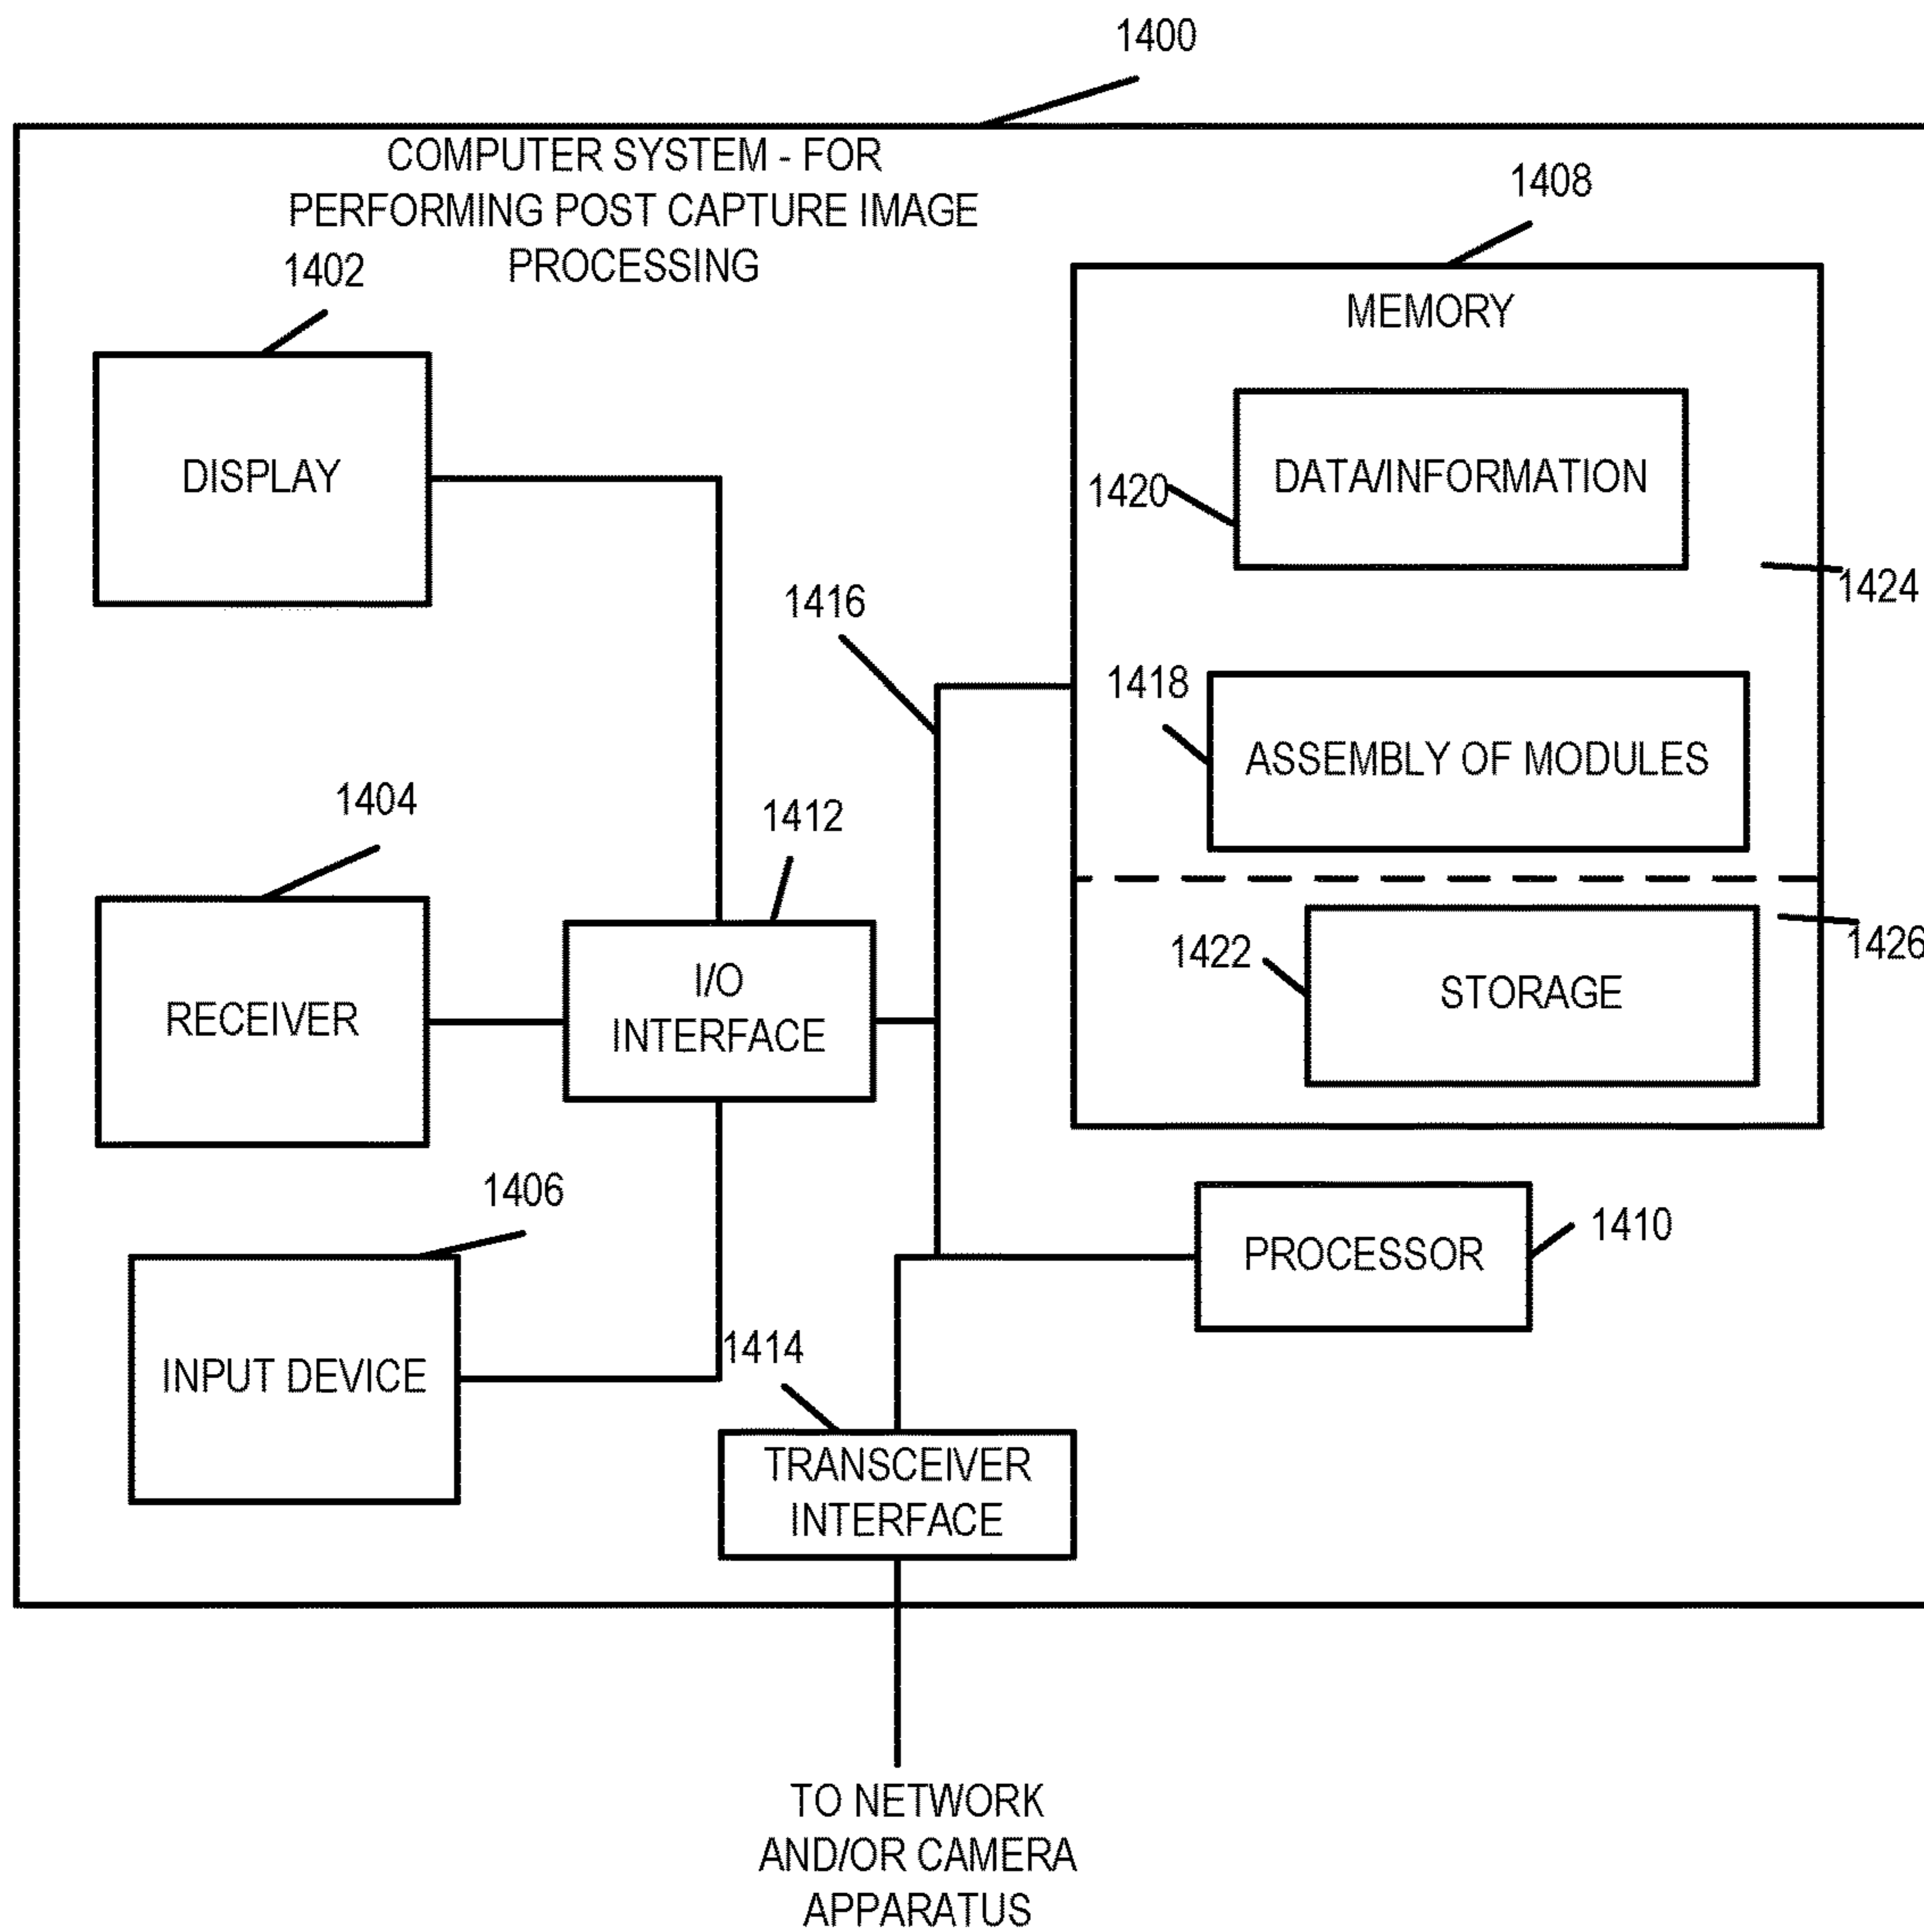 1400
COMPUTER SYSTEM - FOR
PERFORMING POST CAPTURE IMAGE
PROCESSING
1402
DISPLAY
1408
MEMORY
DATA/INFORMATION
1420
1424
1416
1418
ASSEMBLY OF MODULES
1404
RECEIVER
1412
I/O
INTERFACE
1422
STORAGE
1426
1406
INPUT DEVICE
PROCESSOR
1410
1414
TRANSCEIVER
INTERFACE
TO NETWORK
AND/OR CAMERA
APPARATUS